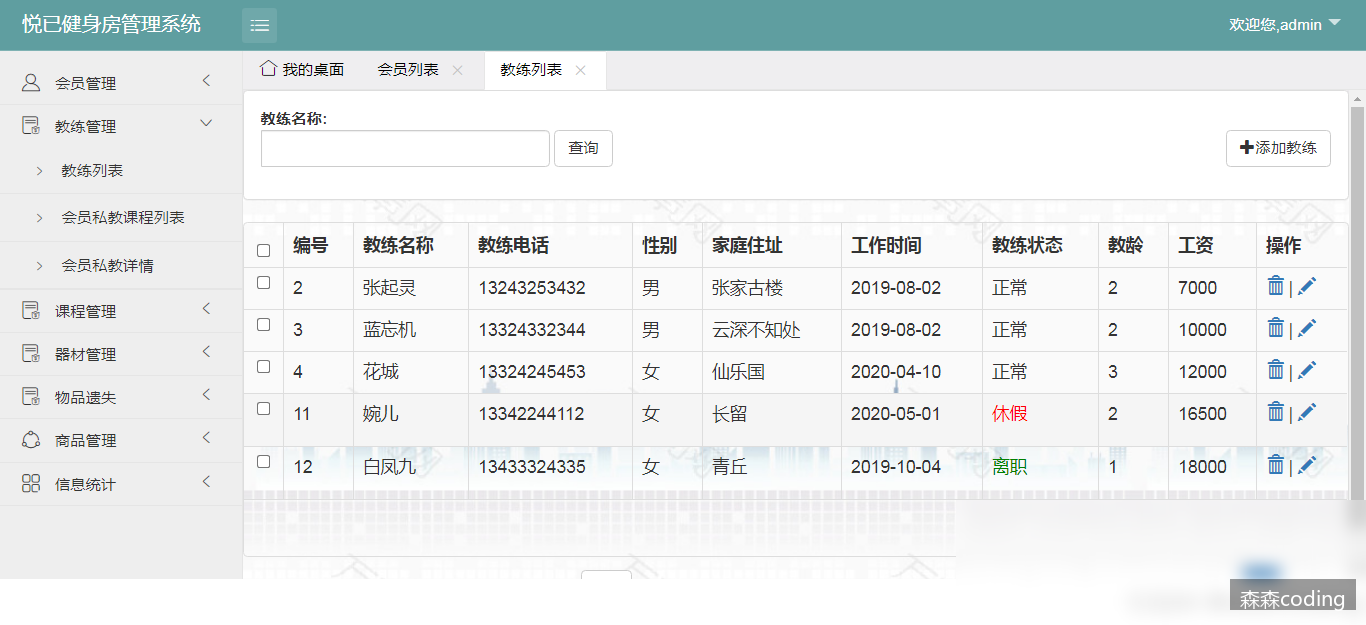 悦已健身房管理系统
欢迎您,admin
会员管理
教练管理
教练列表
会员私教课程列表
会员私教详情
课程管理
器材管理
物品遗失
商品管理
信息统计
我的桌面 会员列表 教练列表
教练名称:
查询
添加教练
编号 教练名称 教练电话 性别 家庭住址 工作时间 教练状态 教龄 工资 操作
2 张起灵 13243253432 男 张家古楼 2019-08-02 正常 2 7000 |
3 蓝忘机 13324332344 男 云深不知处 2019-08-02 正常 2 10000 |
4 花城 13324245453 女 仙乐国 2020-04-10 正常 3 12000 |
11 婉儿 13342244112 女 长留 2020-05-01 休假 2 16500 |
12 白凤九 13433324335 女 青丘 2019-10-04 离职 1 18000 |
森森coding